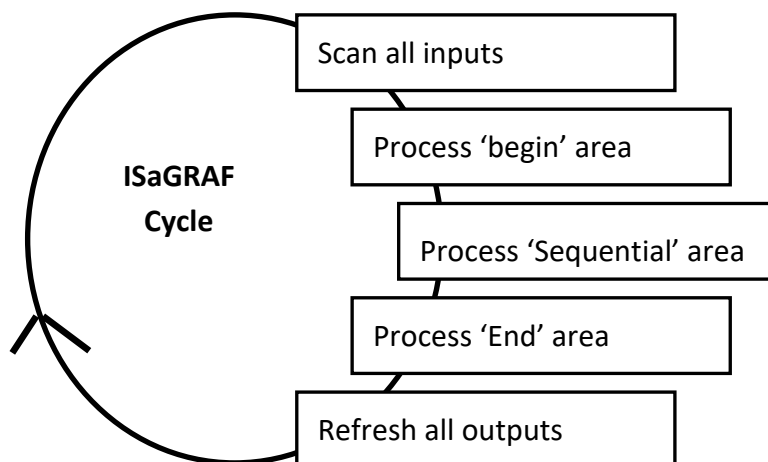 Scan all inputs
Process ‘begin’ area
ISaGRAF
Cycle
Process ‘Sequential’ area
Process ‘End’ area
Refresh all outputs